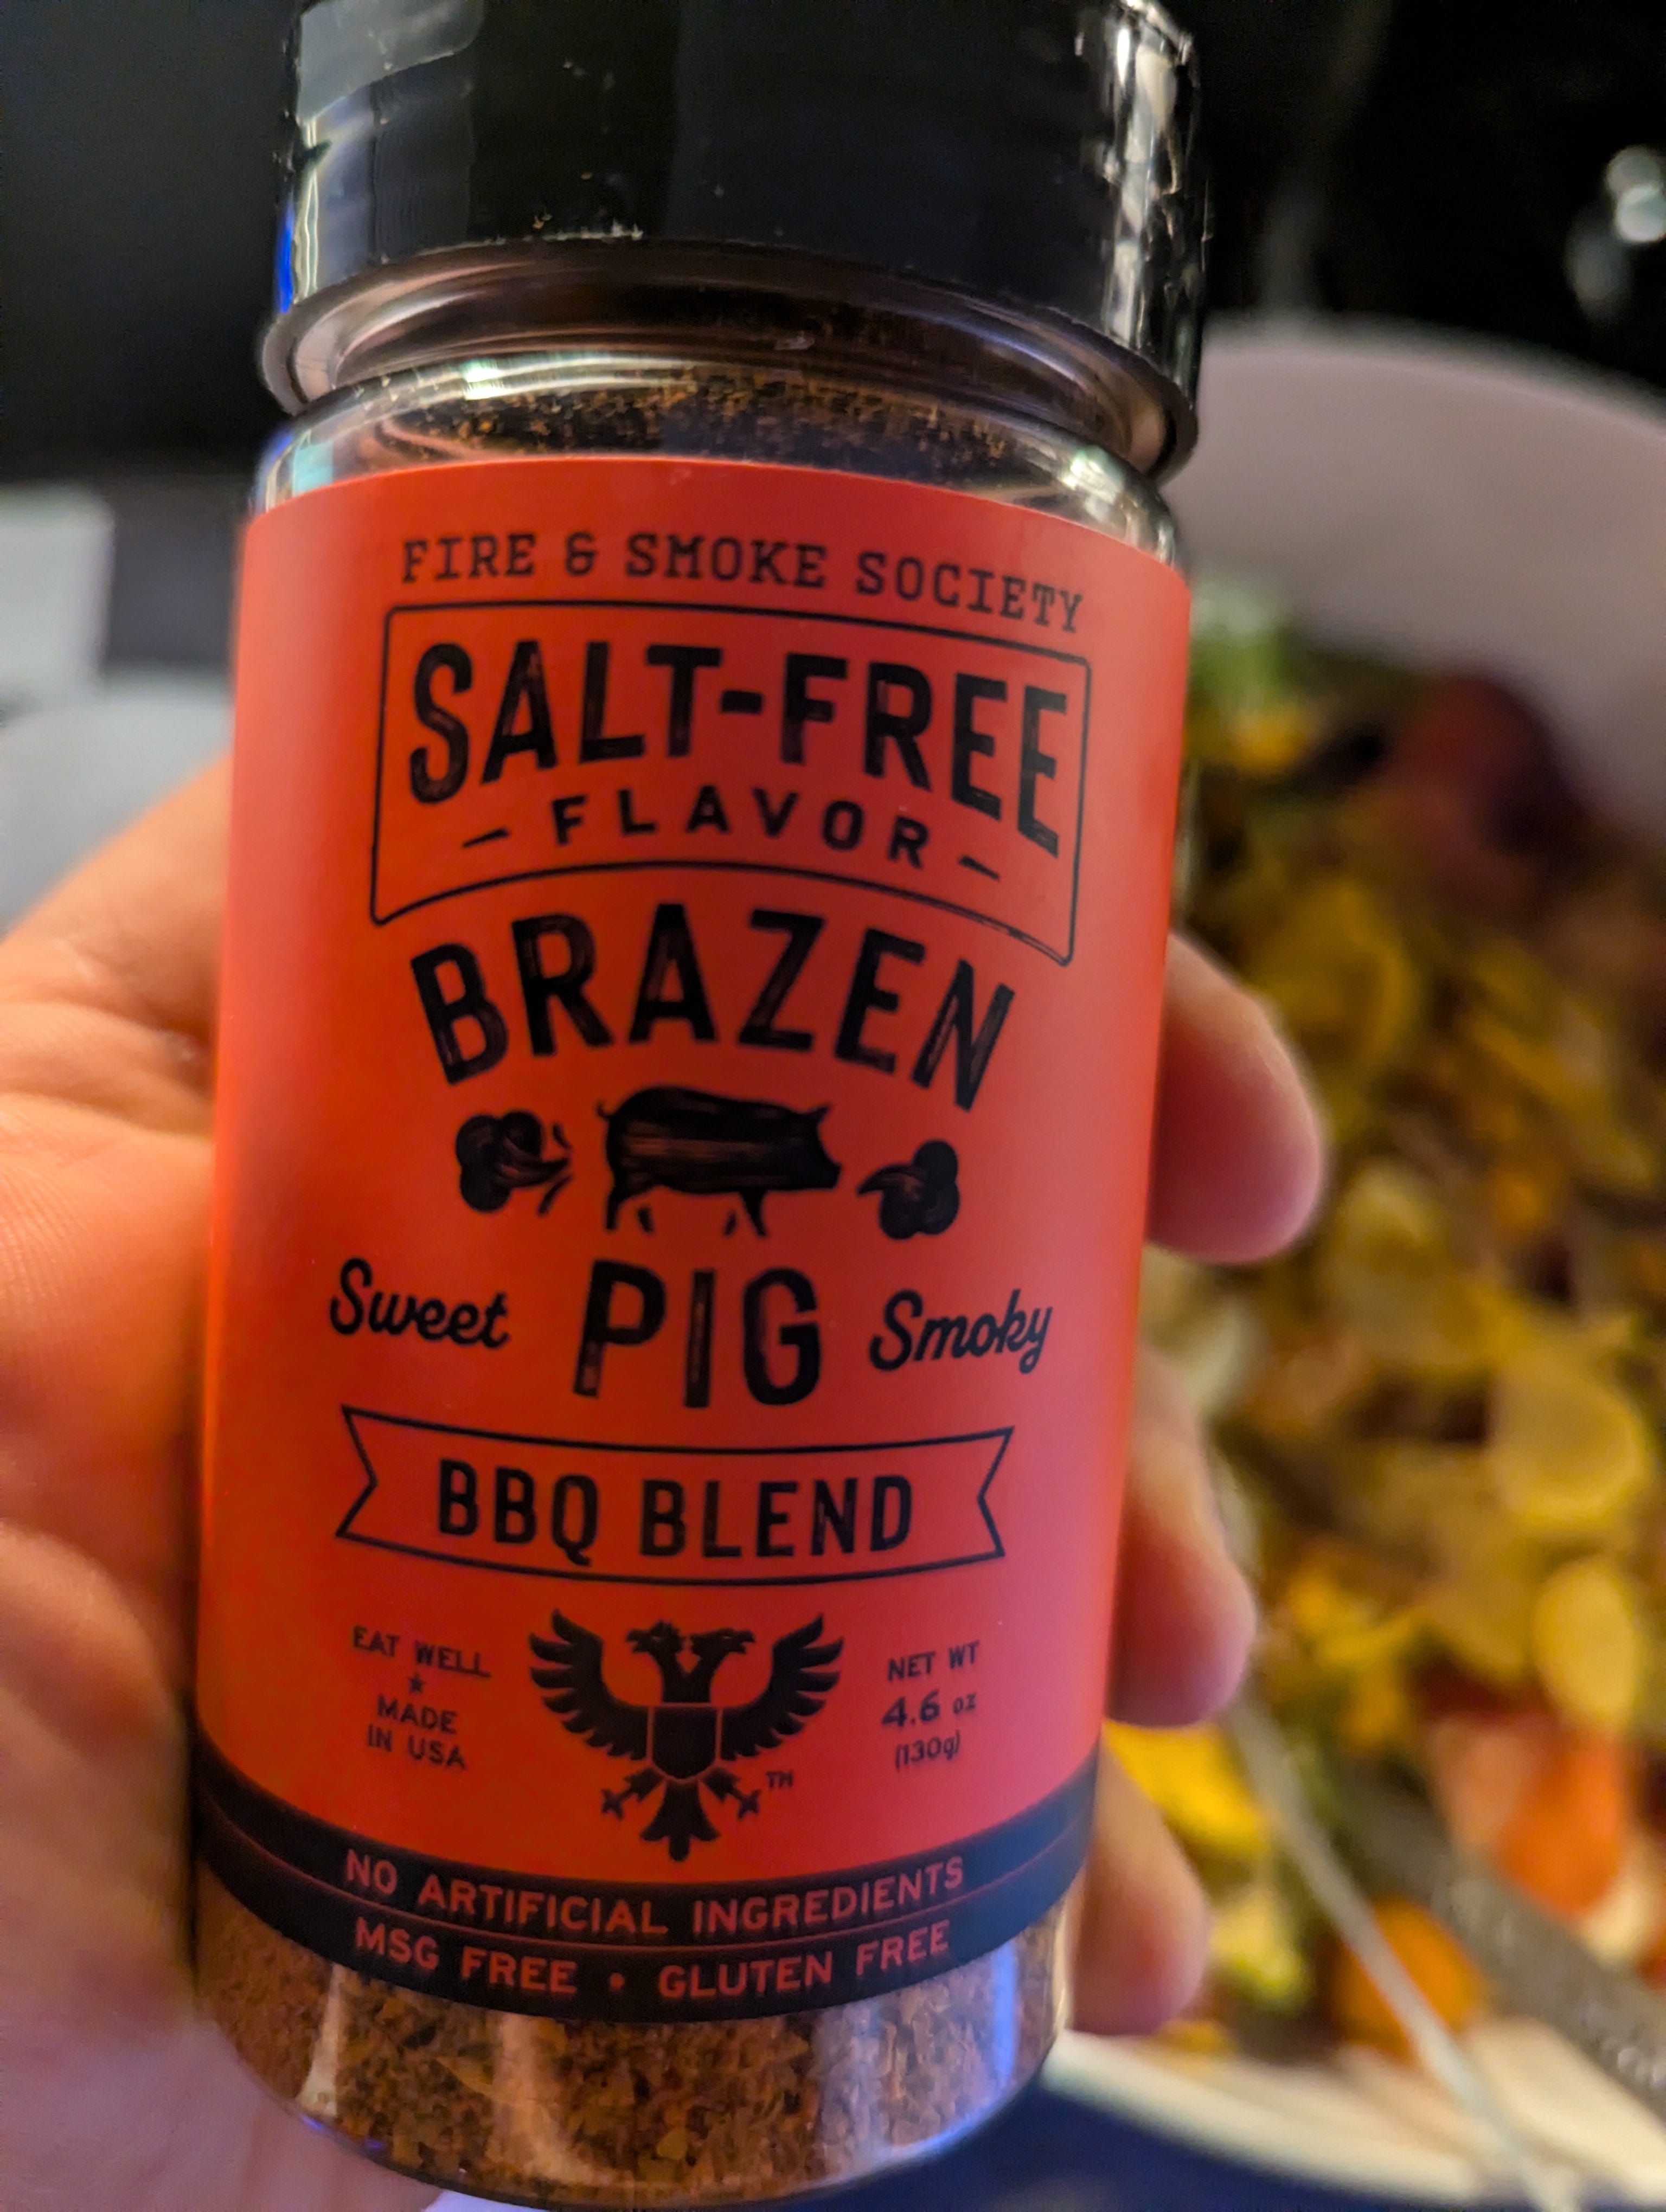 FIRE & SMOKE SOCIETY
SALT-FREE
- FLAVOR -
BRAZEN
PIG
Sweet
Smoky
BBQ BLEND
EAT WELL
MADE
IN USA
NET WT
4.6 oz
(130g)
TM
NO ARTIFICIAL INGREDIENTS
MSG FREE • GLUTEN FREE